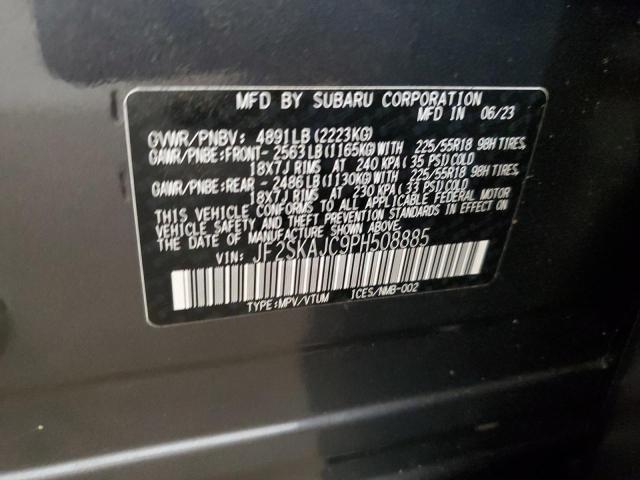 MFD BY SUBARU CORPORATION
MFD IN 06/23
GVWR/PNBV: 4891LB(2223KG)
GAWR/PNBE:FRONT- 2563LB(1165KG)WITH 225/55R18 98H TIRES,
18X7J RIMS AT 240 KPA(35 PSI)COLD
GAWR/PNBE:REAR - 2486LB(1130KG)WITH 225/55R18 98H TIRES,
18X7J RIMS AT 230 KPA(33 PSI)COLD
THIS VEHICLE CONFORMS TO ALL APPLICABLE FEDERAL MOTOR
VEHICLE SAFETY AND THEFT PREVENTION STANDARDS IN EFFECT ON
THE DATE OF MANUFACTURE SHOWN ABOVE.
VIN: JF2SKAJC9PH508885
TYPE:MPV/VTUM ICES/NMB-002